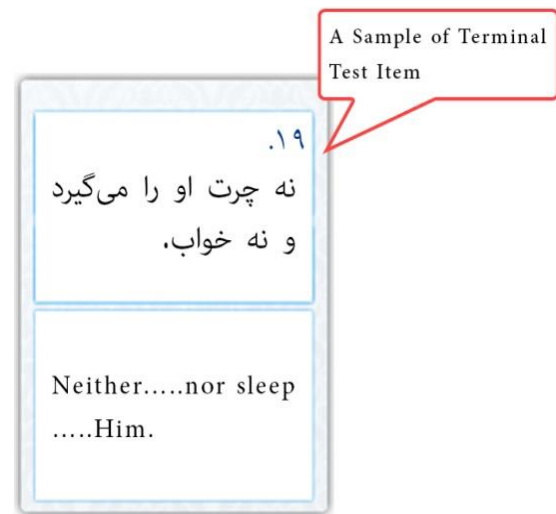 A Sample of Terminal
Test Item
.۱۹
نه چرت او را می‌گیرد
و نه خواب.
Neither.....nor sleep
.....Him.